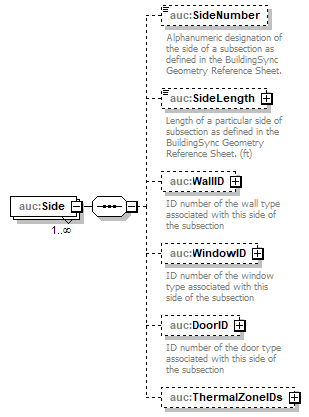 auc:SideNumber
Alphanumeric designation of
the side of a subsection as
defined in the BuildingSync
Geometry Reference Sheet.
auc:SideLength
Length of a particular side of
subsection as defined in the
BuildingSync Geometry
Reference Sheet. (ft)
auc:WallID
ID number of the wall type
associated with this side of
the subsection
auc:Side
1..∞
auc:WindowID
ID number of the window
type associated with this
side of the subsection
auc:DoorID
ID number of the door type
associated with this side of
the subsection
auc:ThermalZoneIDs